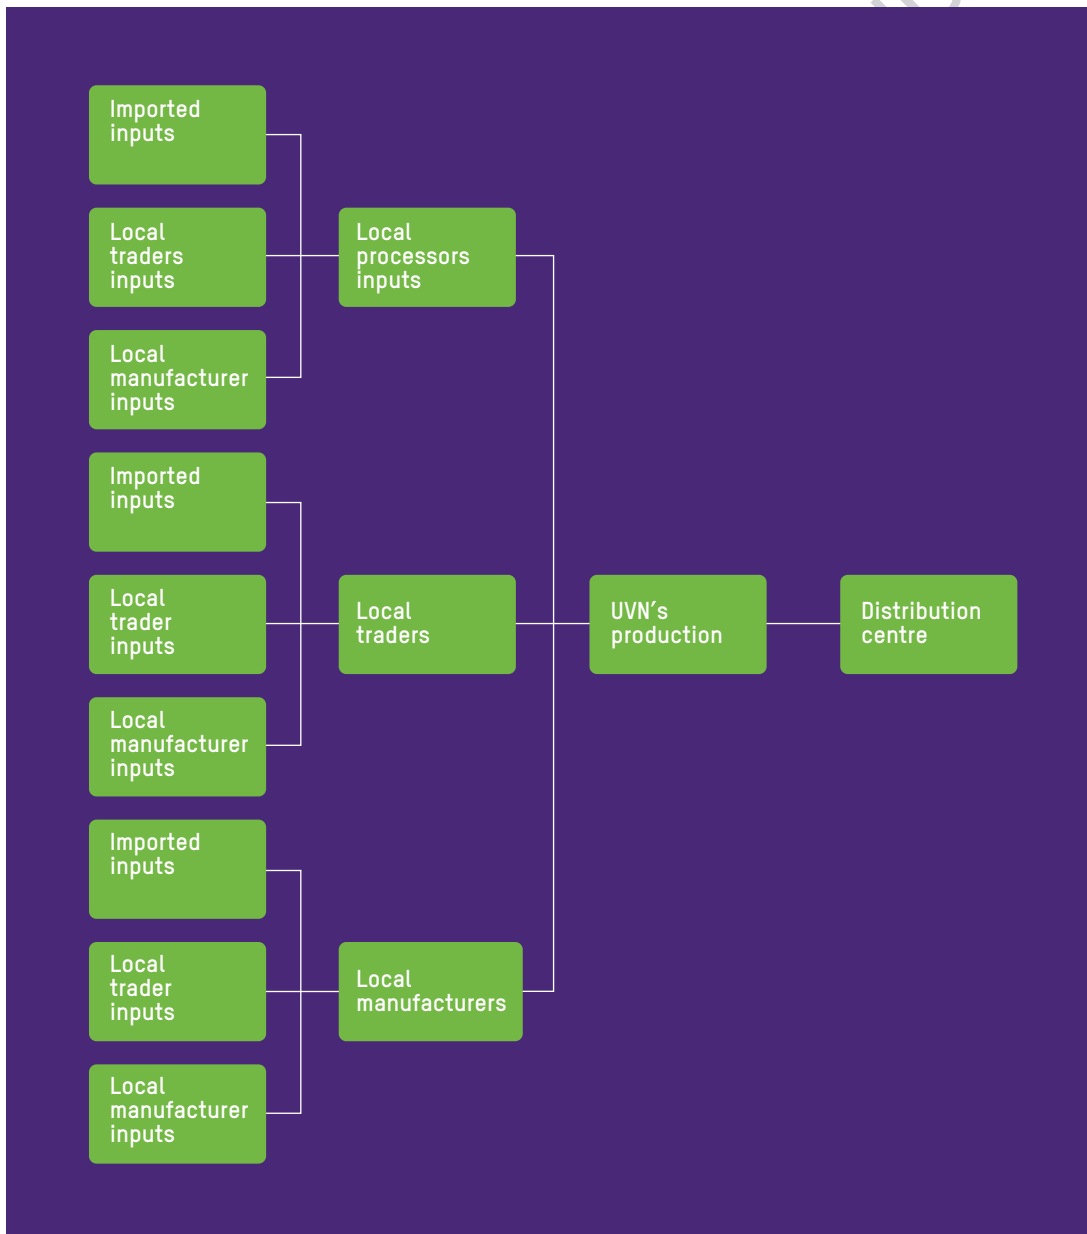 Imported
inputs
Local
traders
inputs
Local
processors
inputs
Local
manufacturer
inputs
Imported
inputs
Local
trader
inputs
Local
traders
UVN's
production
Distribution
centre
Local
manufacturer
inputs
Imported
inputs
Local
trader
inputs
Local
manufacturers
Local
manufacturer
inputs